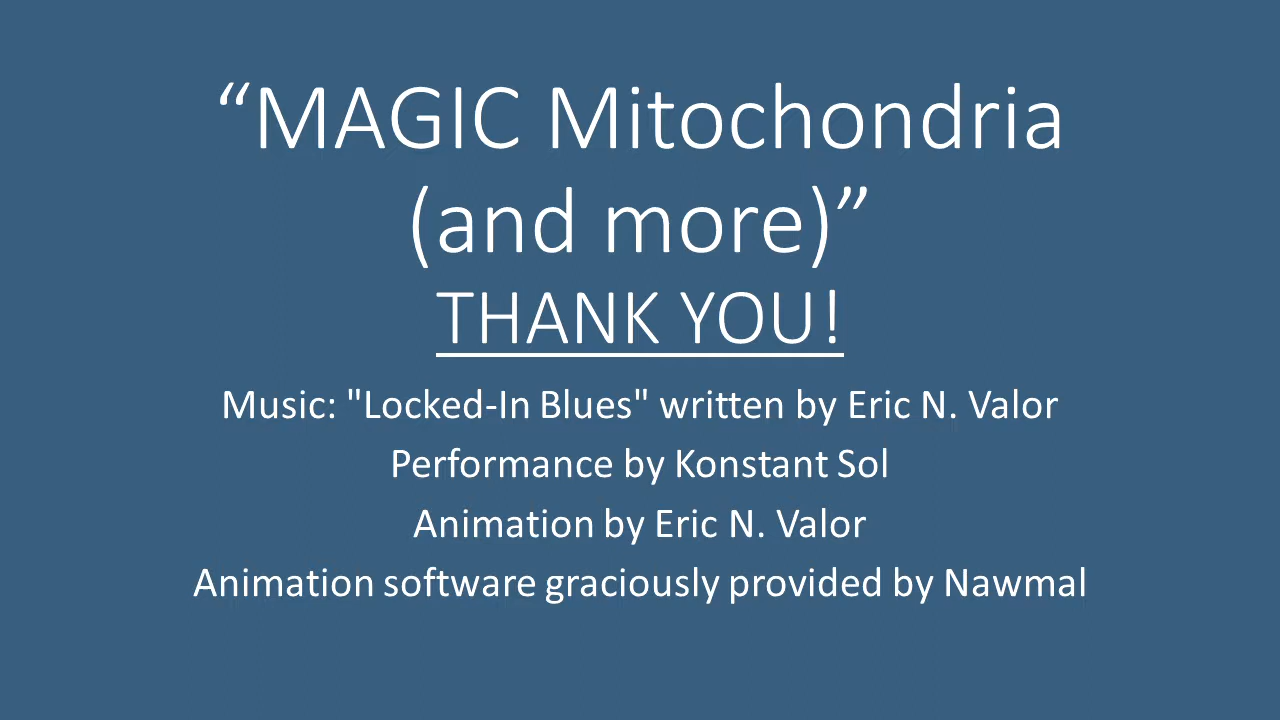 “MAGIC Mitochondria
(and more)”
THANK YOU!
Music: "Locked-In Blues" written by Eric N. Valor
Performance by Konstant Sol
Animation by Eric N. Valor
Animation software graciously provided by Nawmal